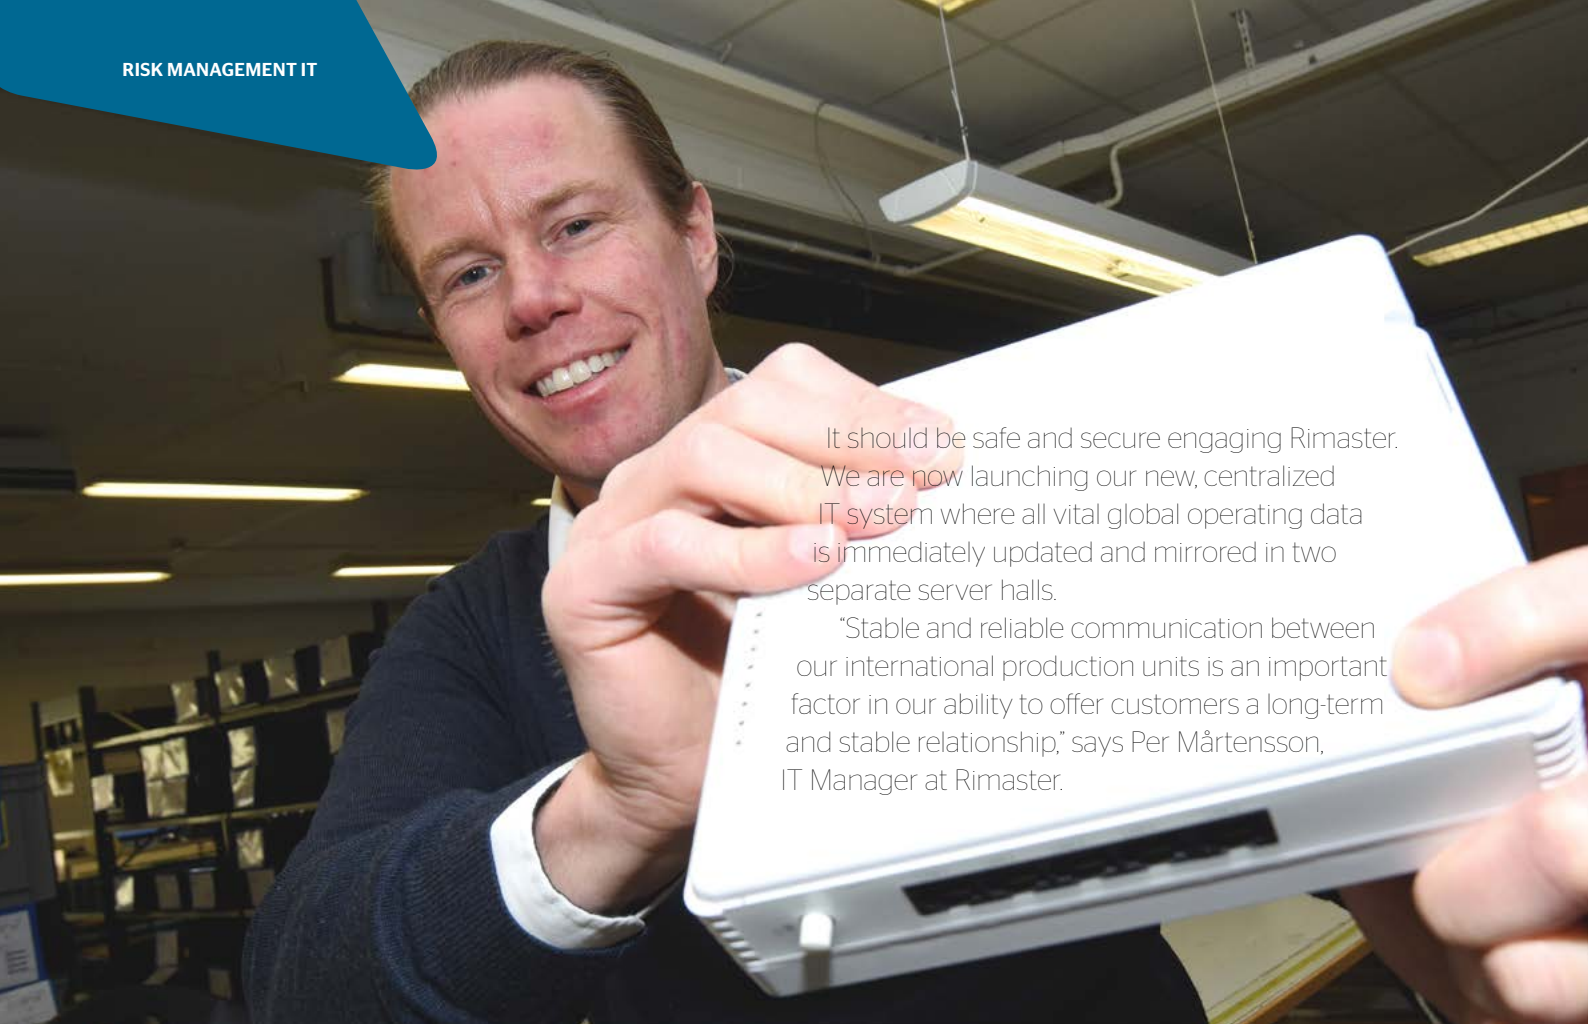 RISK MANAGEMENT IT
It should be safe and secure engaging Rimaster.
We are now launching our new, centralized
IT system where all vital global operating data
is immediately updated and mirrored in two
separate server halls.
“Stable and reliable communication between
our international production units is an important
factor in our ability to offer customers a long-term
and stable relationship,” says Per Mårtensson,
IT Manager at Rimaster.